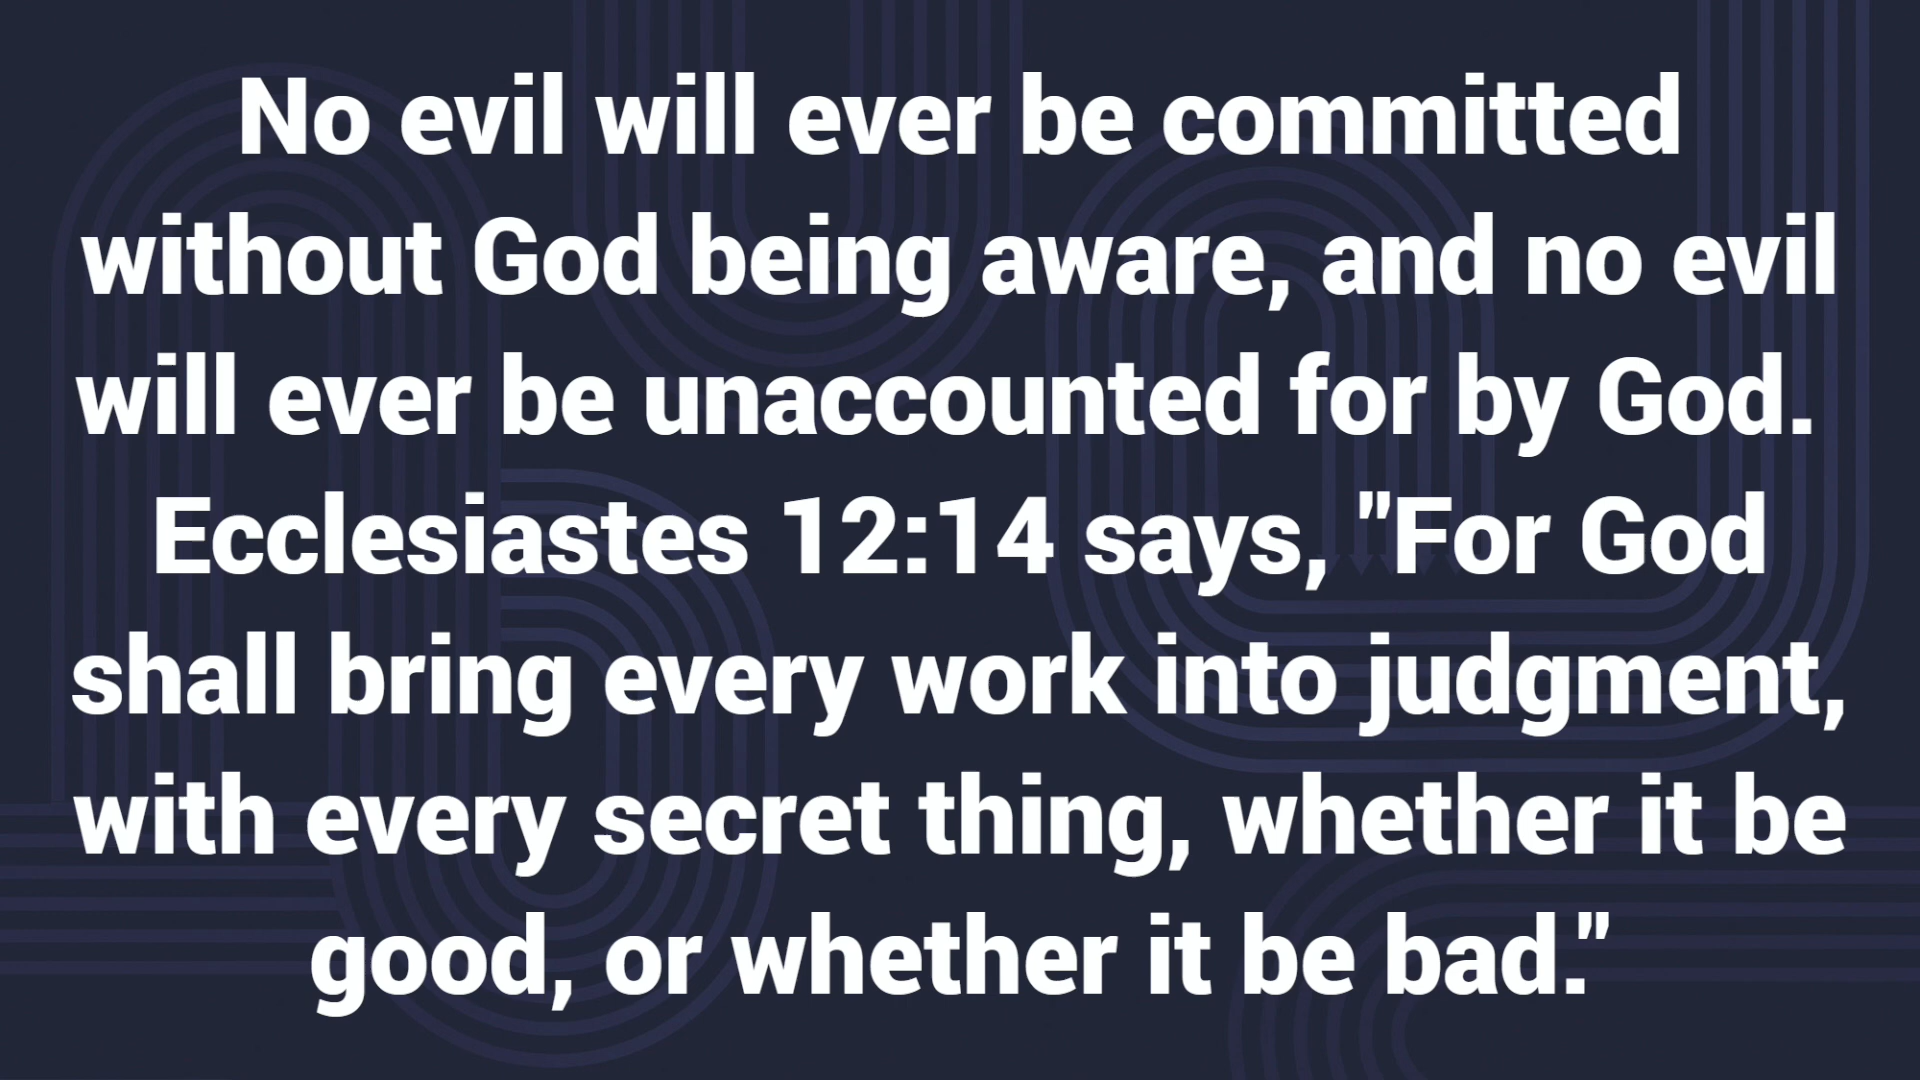 No evil will ever be committed
without God being aware, and no evil
will ever be unaccounted for by God.
Ecclesiastes 12:14 says, "For God
shall bring every work into judgment,
with every secret thing, whether it be
good, or whether it be bad."